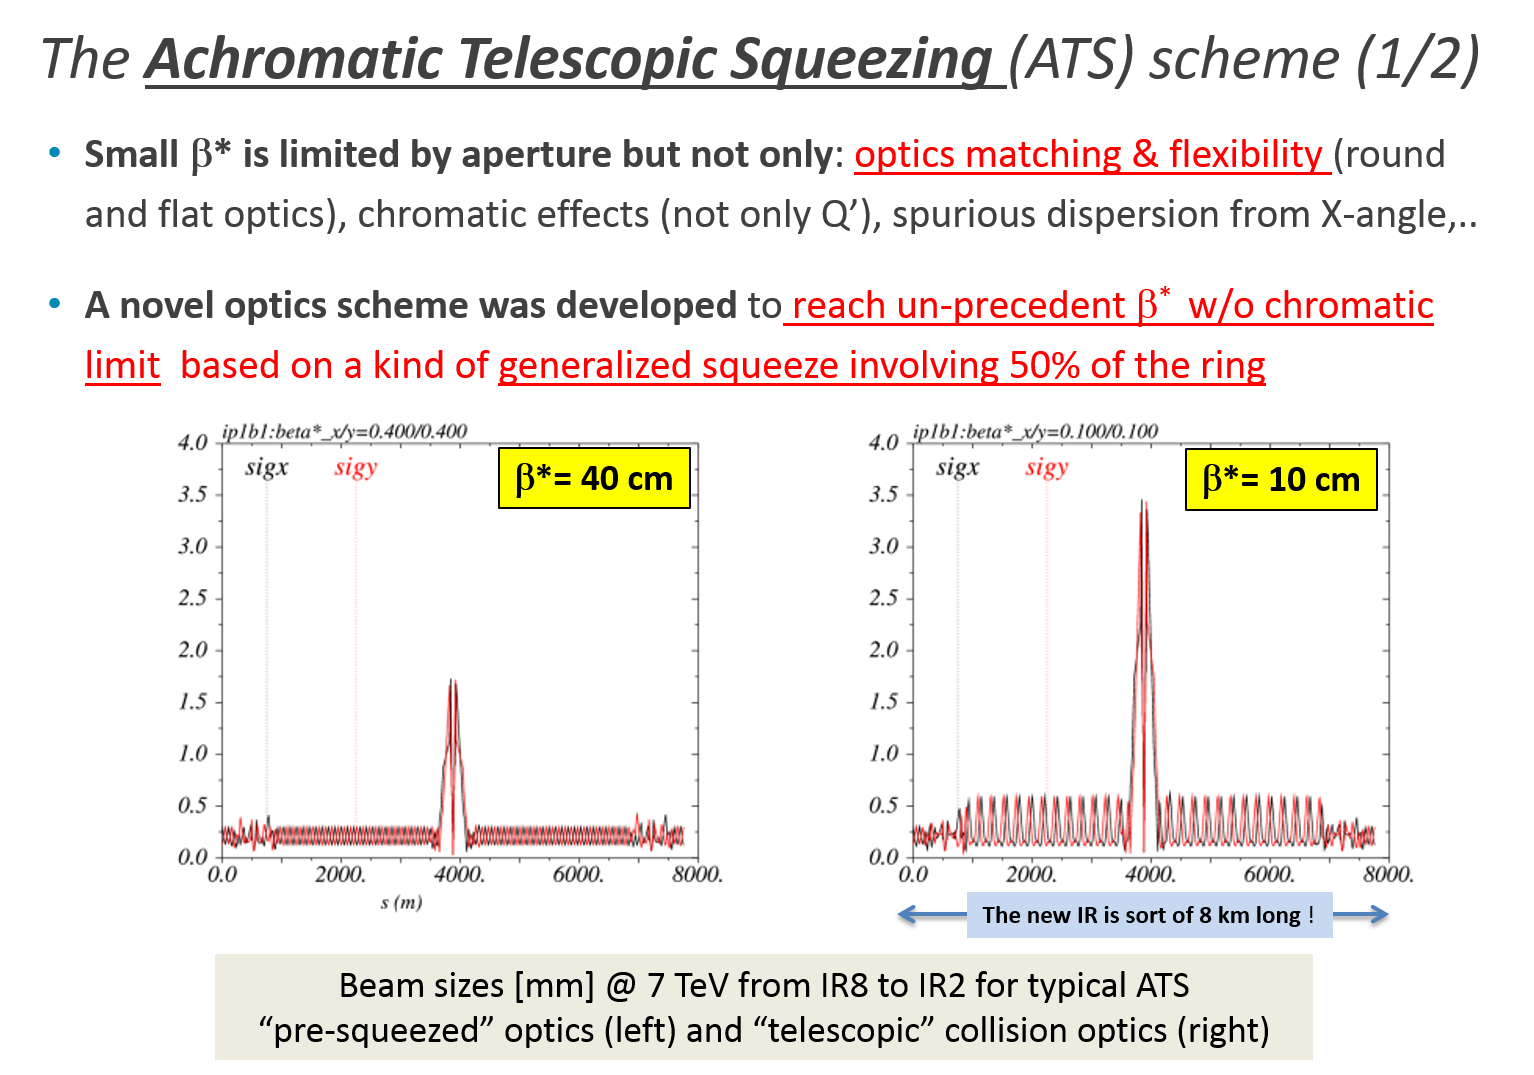 The Achromatic Telescopic Squeezing (ATS) scheme (1/2)
• Small β* is limited by aperture but not only: optics matching & flexibility (round
and flat optics), chromatic effects (not only Q’), spurious dispersion from X-angle,..
• A novel optics scheme was developed to reach un-precedent β* w/o chromatic
limit based on a kind of generalized squeeze involving 50% of the ring
ip1b1:beta*_x/y=0.400/0.400
sigx sigy
β*= 40 cm
4.0
3.5
3.0
2.5
2.0
1.5
1.0
0.5
0.0
0.0 2000. 4000. 6000. 8000.
s (m)
ip1b1:beta*_x/y=0.100/0.100
sigx sigy
β*= 10 cm
4.0
3.5
3.0
2.5
2.0
1.5
1.0
0.5
0.0
0.0 2000. 4000. 6000. 8000.
The new IR is sort of 8 km long !
Beam sizes [mm] @ 7 TeV from IR8 to IR2 for typical ATS
“pre-squeezed” optics (left) and “telescopic” collision optics (right)